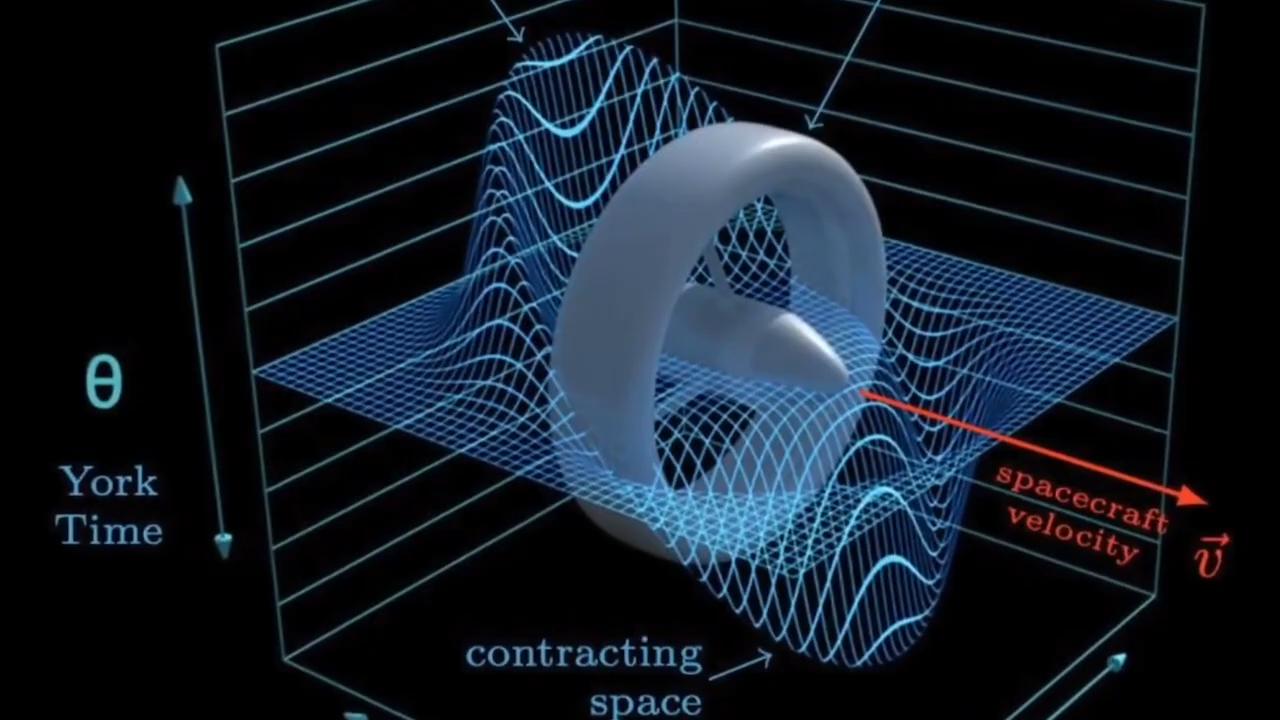 θ
York
Time
spacecraft
velocity
v⃗
contracting
space